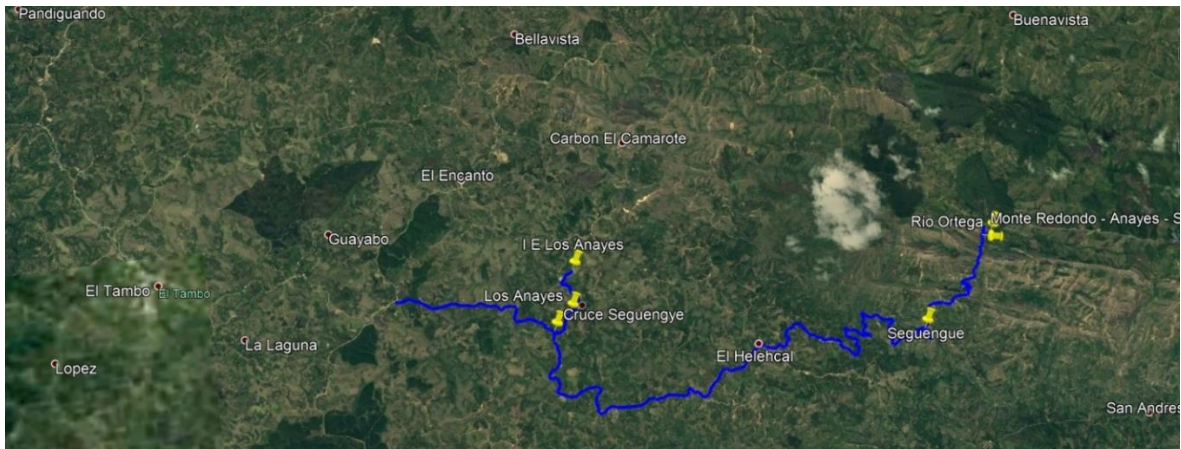 Pandiguando
Buenavista
Bellavista
Carbon El Camarote
El Encanto
Rio Ortega
Monte Redondo - Anayes - S
Guayabo
I E Los Anayes
El Tambo
El Tambo
Los Anayes
Cruce Seguengye
Seguengue
La Laguna
El Helehcal
Lopez
San Andres